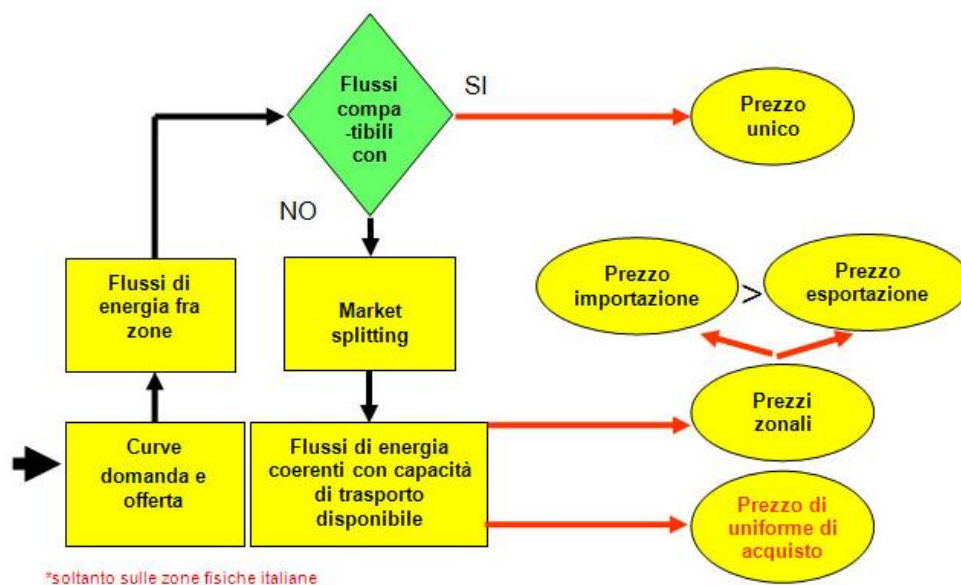 Flussi
compa
-tibili
con
SI
Prezzo
unico
NO
Flussi di
energia fra
zone
Market
splitting
Prezzo
importazione
>
Prezzo
esportazione
Prezzi
zonali
Curve
domanda e
offerta
Flussi di energia
coerenti con capacità
di trasporto
disponibile
Prezzo di
uniforme di
acquisto
*soltanto sulle zone fisiche italiane